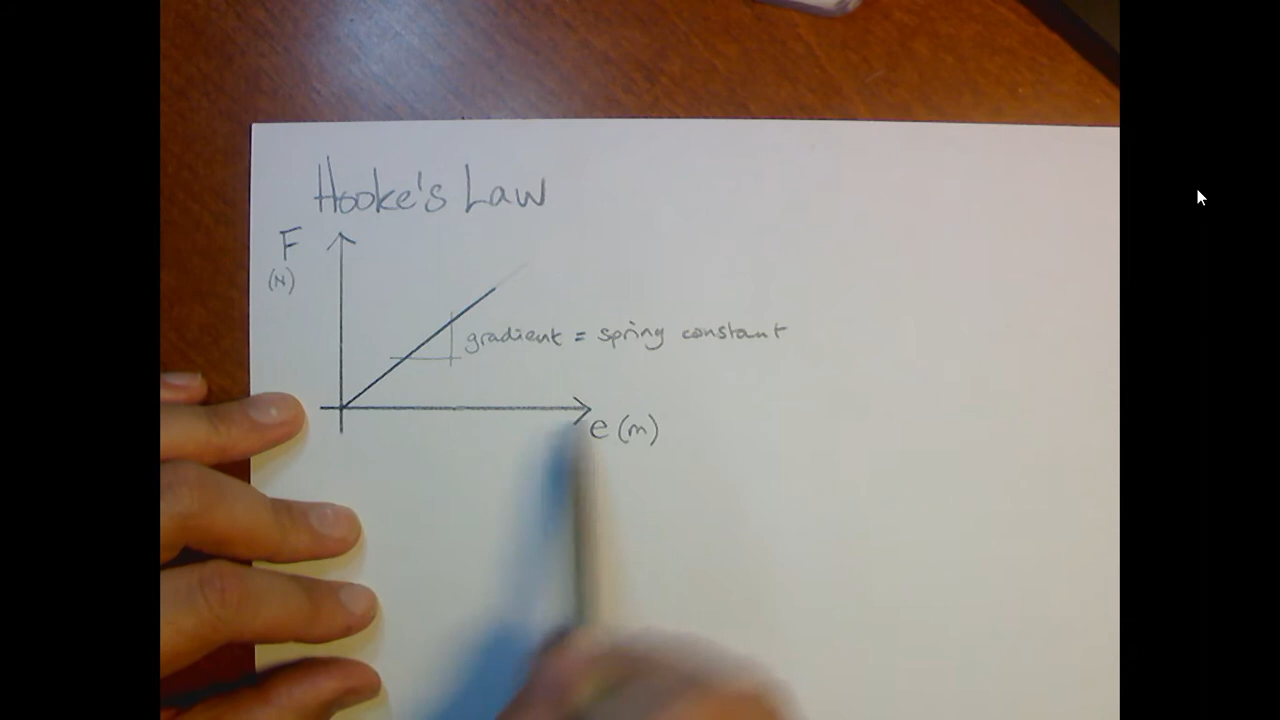 Hooke's Law
F
(N)
gradient = spring constant
e (m)